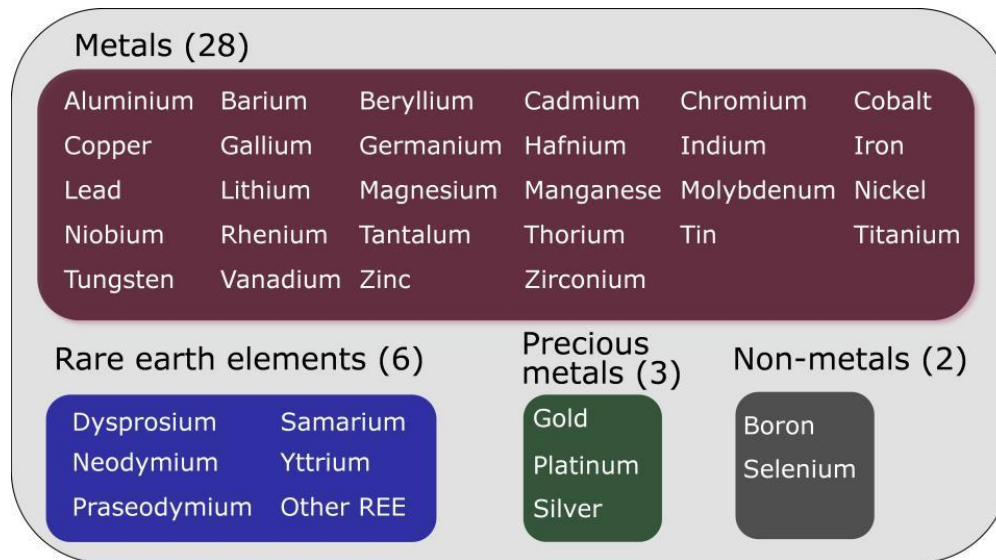 Metals (28)
Aluminium Barium Beryllium Cadmium Chromium Cobalt
Copper Gallium Germanium Hafnium Indium Iron
Lead Lithium Magnesium Manganese Molybdenum Nickel
Niobium Rhenium Tantalum Thorium Tin Titanium
Tungsten Vanadium Zinc Zirconium
Rare earth elements (6)
Dysprosium Samarium
Neodymium Yttrium
Praseodymium Other REE
Precious
metals (3)
Gold
Platinum
Silver
Non-metals (2)
Boron
Selenium